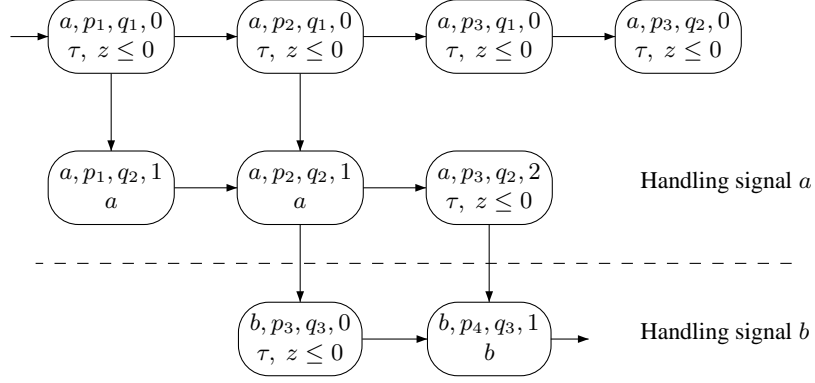 a, p₁, q₁, 0
τ, z ≤ 0
a, p₂, q₁, 0
τ, z ≤ 0
a, p₃, q₁, 0
τ, z ≤ 0
a, p₃, q₂, 0
τ, z ≤ 0
a, p₁, q₂, 1
a
a, p₂, q₂, 1
a
a, p₃, q₂, 2
τ, z ≤ 0
Handling signal a
b, p₃, q₃, 0
τ, z ≤ 0
b, p₄, q₃, 1
b
Handling signal b